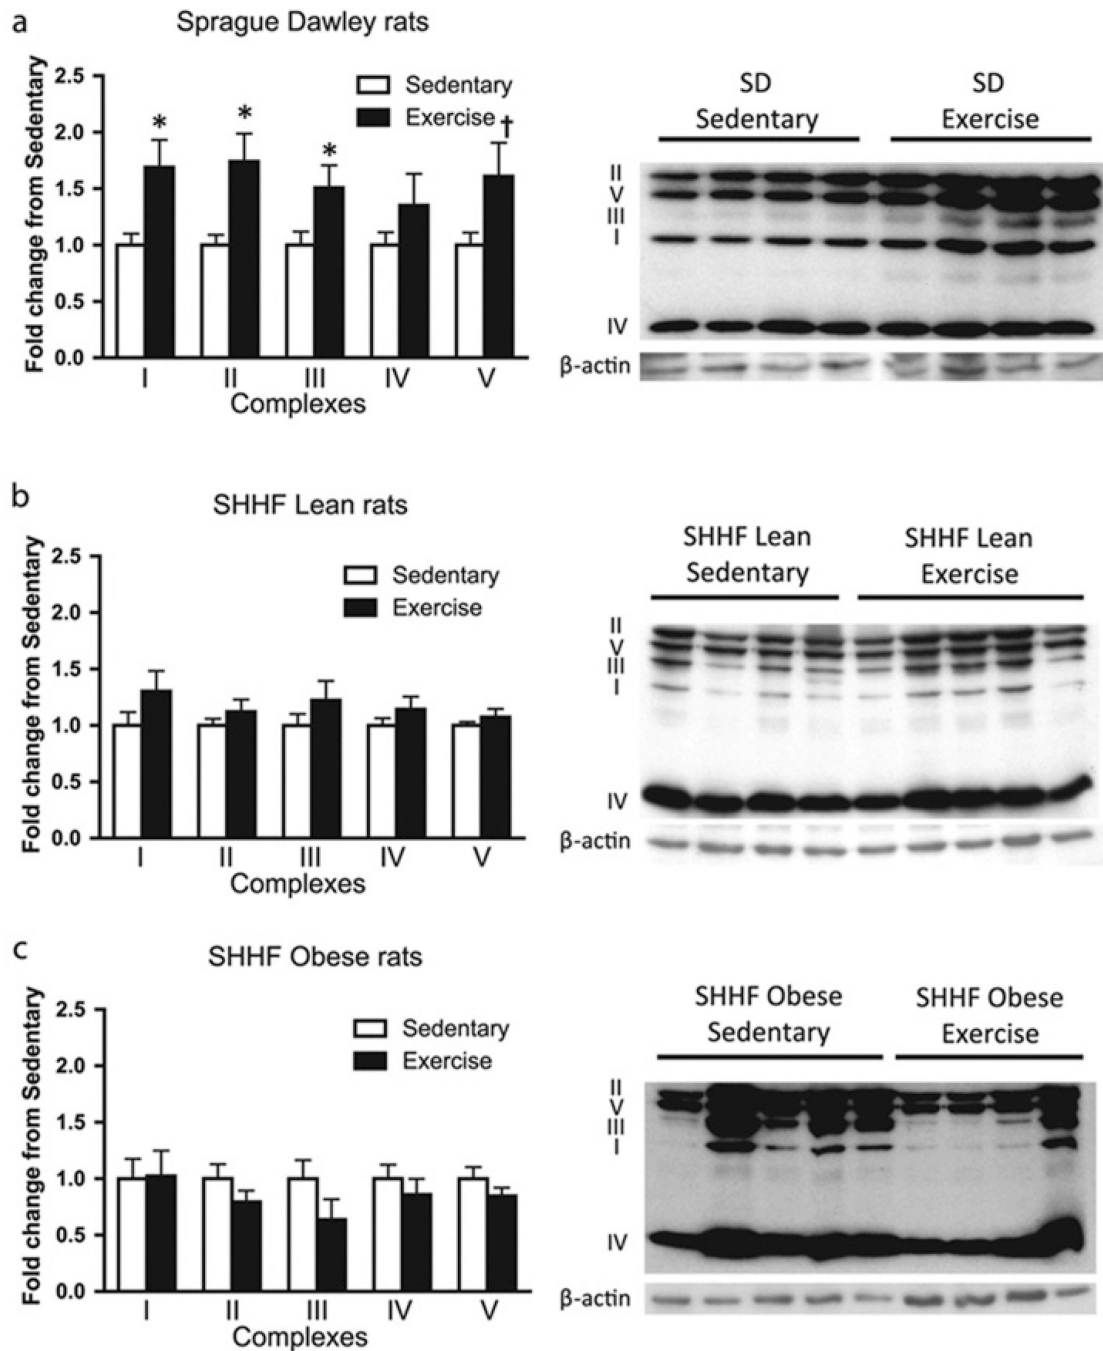 a
Sprague Dawley rats
Fold change from Sedentary
2.5
2.0
1.5
1.0
0.5
0.0
Sedentary
Exercise
*
*
*
†
I II III IV V
Complexes
SD
Sedentary
SD
Exercise
II
V
III
I
IV
β-actin
b
SHHF Lean rats
Fold change from Sedentary
2.5
2.0
1.5
1.0
0.5
0.0
Sedentary
Exercise
I II III IV V
Complexes
SHHF Lean
Sedentary
SHHF Lean
Exercise
II
V
III
I
IV
β-actin
c
SHHF Obese rats
Fold change from Sedentary
2.5
2.0
1.5
1.0
0.5
0.0
Sedentary
Exercise
I II III IV V
Complexes
SHHF Obese
Sedentary
SHHF Obese
Exercise
II
V
III
I
IV
β-actin